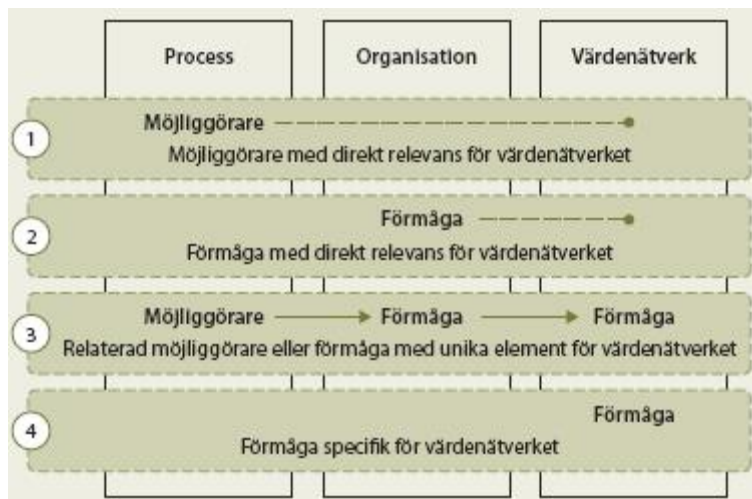 Process Organisation Värdenätverk
1 Möjliggörare
Möjliggörare med direkt relevans för värdenätverket
2 Förmåga
Förmåga med direkt relevans för värdenätverket
3 Möjliggörare Förmåga Förmåga
Relaterad möjliggörare eller förmåga med unika element för värdenätverket
4 Förmåga
Förmåga specifik för värdenätverket